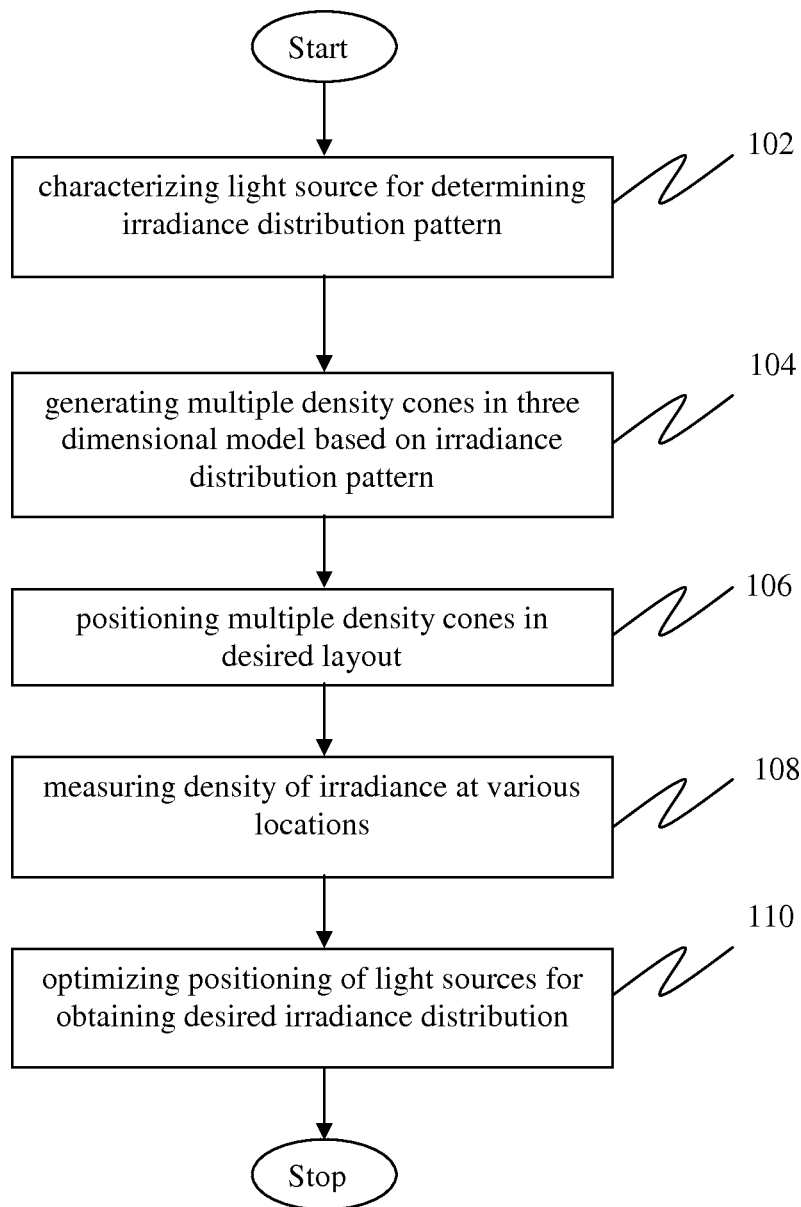 Start
102
characterizing light source for determining
irradiance distribution pattern
104
generating multiple density cones in three
dimensional model based on irradiance
distribution pattern
106
positioning multiple density cones in
desired layout
108
measuring density of irradiance at various
locations
110
optimizing positioning of light sources for
obtaining desired irradiance distribution
Stop